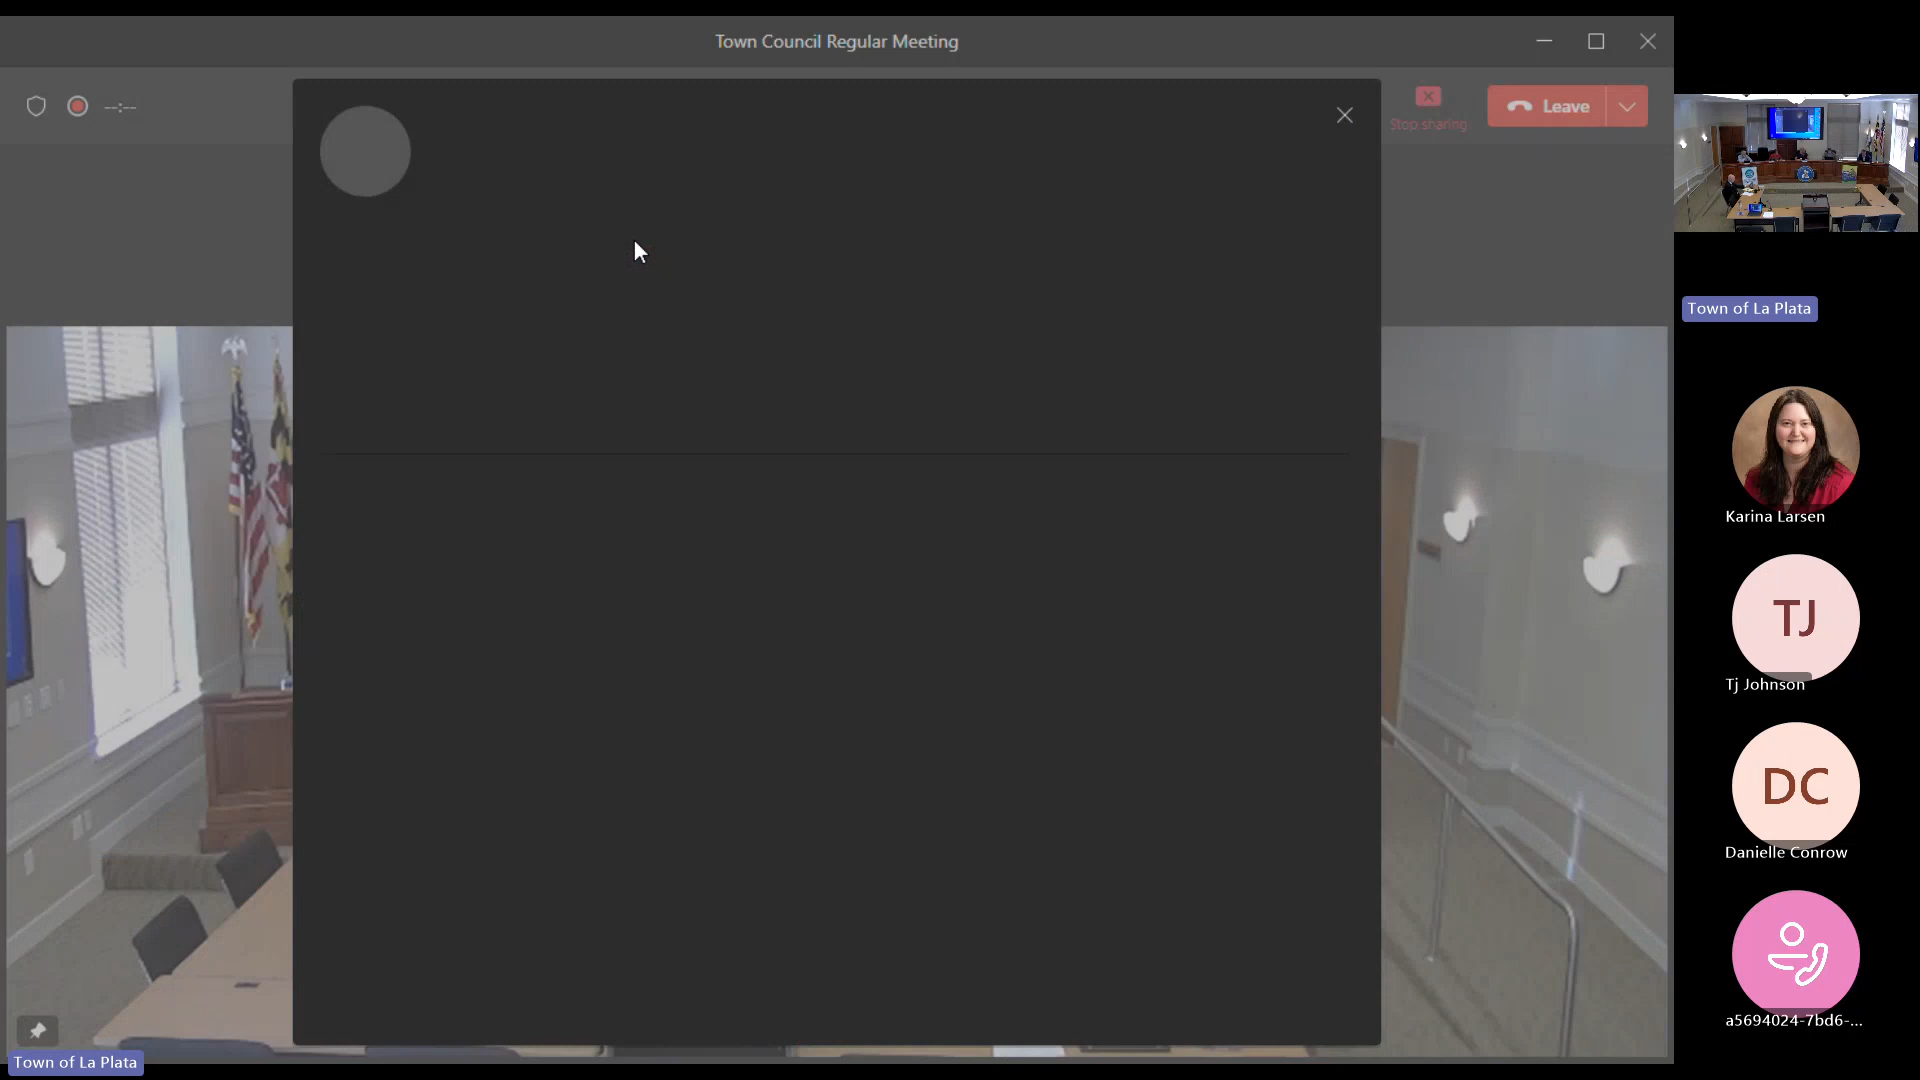 Town Council Regular Meeting
--:--
Stop sharing
Leave
Town of La Plata
Karina Larsen
TJ
Tj Johnson
DC
Danielle Conrow
a5694024-7bd6-...
Town of La Plata